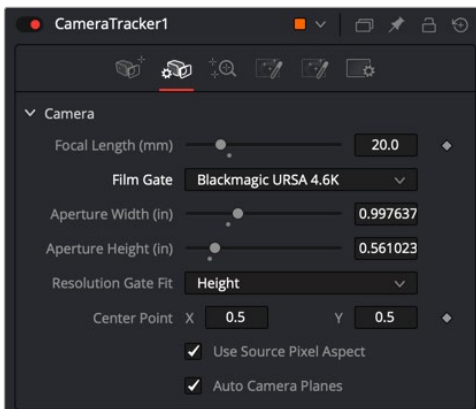 CameraTracker1
Camera
Focal Length (mm) 20.0
Film Gate Blackmagic URSA 4.6K
Aperture Width (in) 0.997637
Aperture Height (in) 0.561023
Resolution Gate Fit Height
Center Point X 0.5 Y 0.5
Use Source Pixel Aspect
Auto Camera Planes